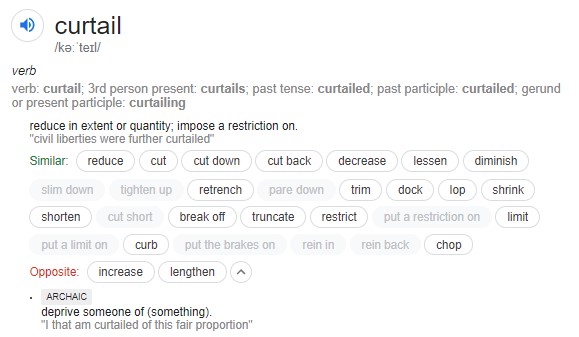 curtail
/kəːˈteɪl/
verb
verb: curtail; 3rd person present: curtails; past tense: curtailed; past participle: curtailed; gerund
or present participle: curtailing
reduce in extent or quantity; impose a restriction on.
"civil liberties were further curtailed"
Similar: reduce cut cut down cut back decrease lessen diminish
slim down tighten up retrench pare down trim dock lop shrink
shorten cut short break off truncate restrict put a restriction on limit
put a limit on curb put the brakes on rein in rein back chop
Opposite: increase lengthen
• ARCHAIC
deprive someone of (something).
"I that am curtailed of this fair proportion"